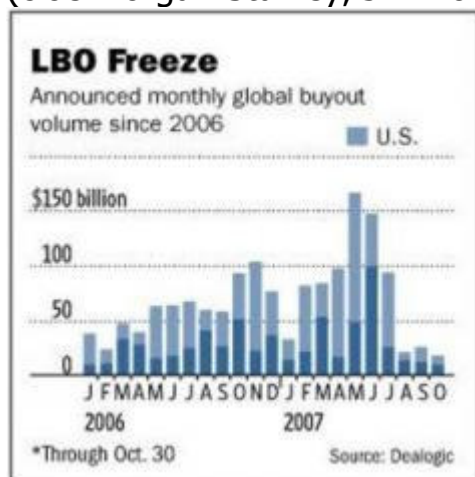 LBO Freeze
Announced monthly global buyout
volume since 2006
U.S.
$150 billion
100
50
0
J F M A M J J A S O N D J F M A M J J A S O
2006 2007
*Through Oct. 30 Source: Dealogic